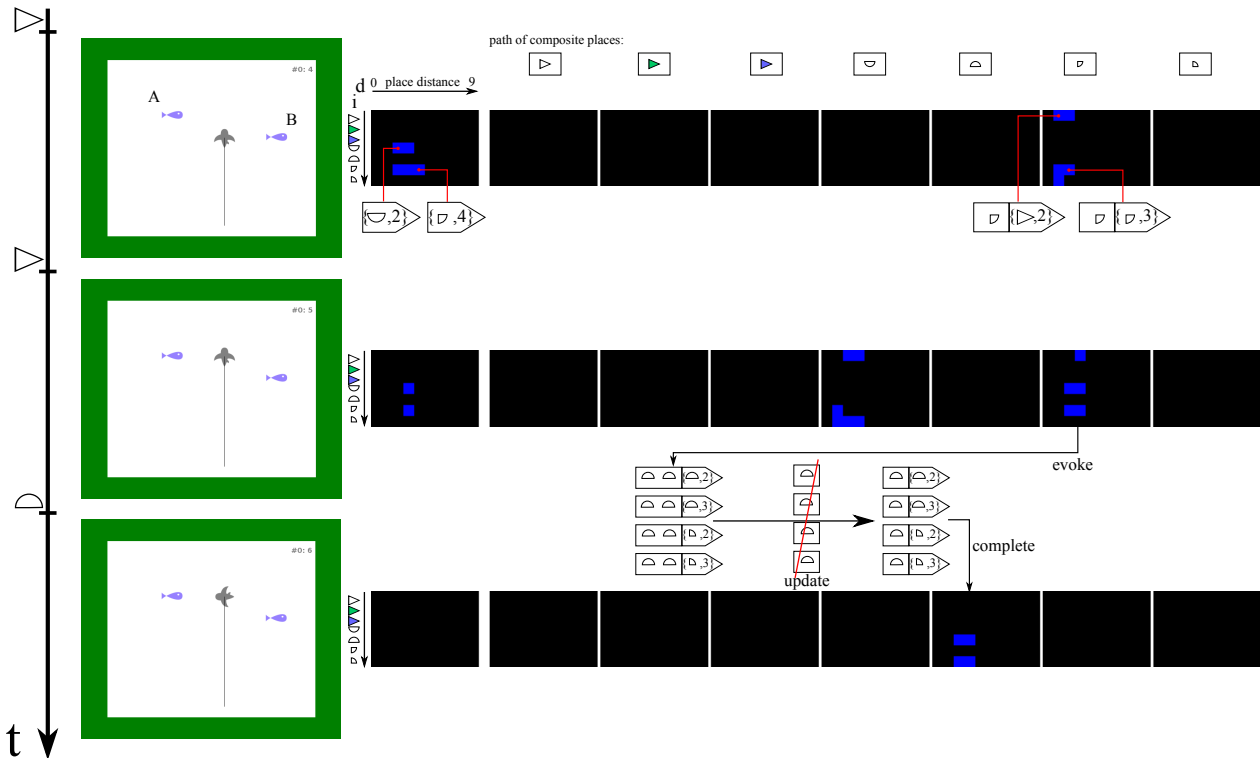 path of composite places:
#0: 4
A
B
d 0 place distance 9
i
{ ,2}
{ ,4}
{ ,2}
{ ,3}
#0: 5
evoke
{ ,2}
{ ,2}
{ ,3}
{ ,3}
{ ,2}
{ ,2}
{ ,3}
{ ,3}
complete
update
#0: 6
t